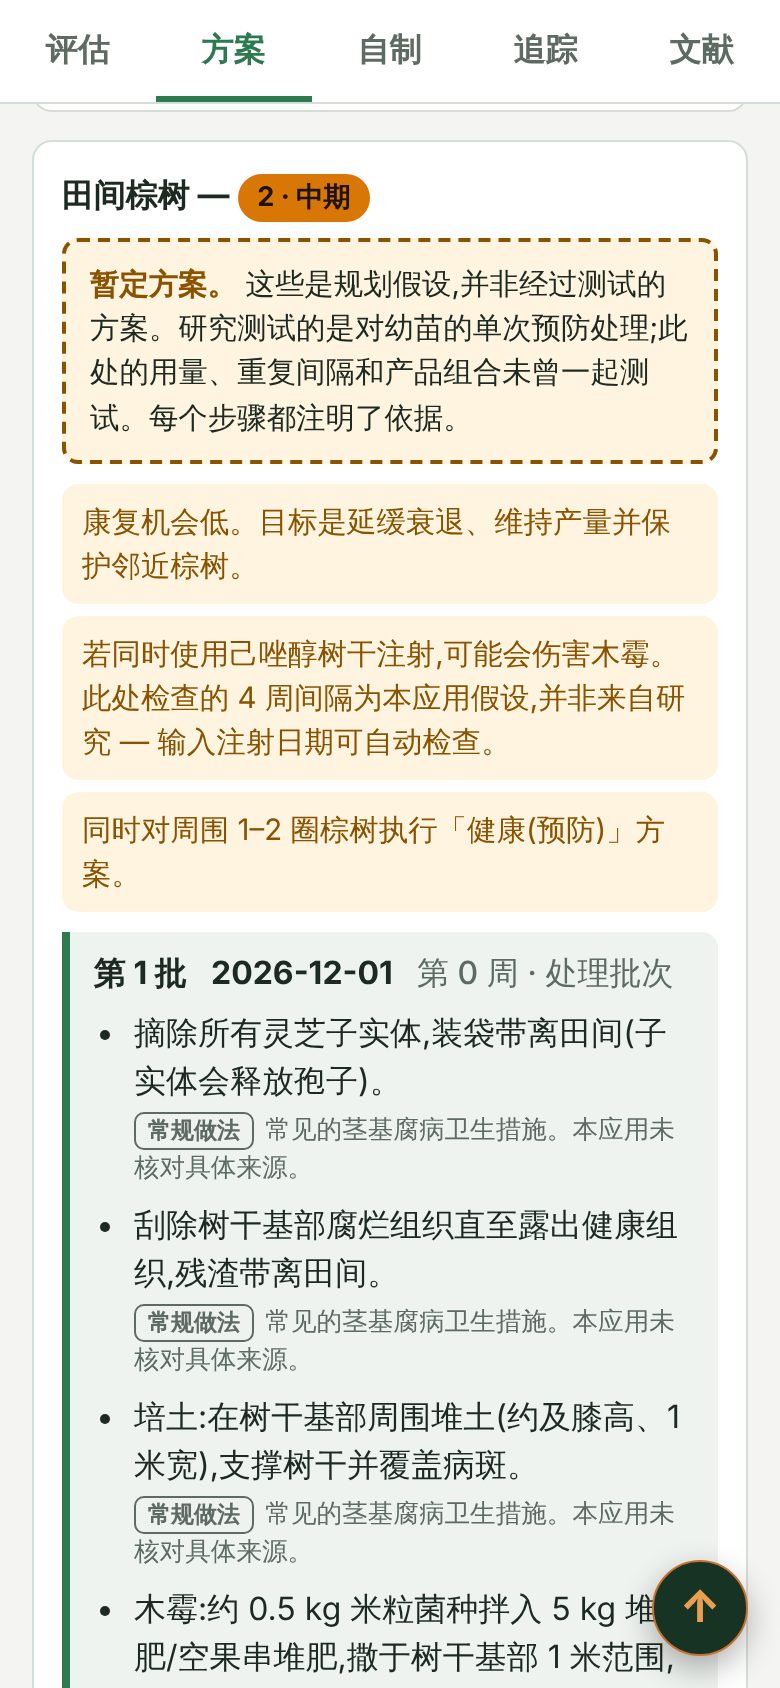 评估 方案 自制 追踪 文献
田间棕树 — 2 · 中期
暂定方案。 这些是规划假设,并非经过测试的
方案。研究测试的是对幼苗的单次预防处理;此
处的用量、重复间隔和产品组合未曾一起测
试。每个步骤都注明了依据。
康复机会低。目标是延缓衰退、维持产量并保
护邻近棕树。
若同时使用己唑醇树干注射,可能会伤害木霉。
此处检查的 4 周间隔为本应用假设,并非来自研
究 — 输入注射日期可自动检查。
同时对周围 1–2 圈棕树执行「健康(预防)」方
案。
第 1 批 2026-12-01 第 0 周 · 处理批次
• 摘除所有灵芝子实体,装袋带离田间(子
实体会释放孢子)。
常规做法 常见的茎基腐病卫生措施。本应用未
核对具体来源。
• 刮除树干基部腐烂组织直至露出健康组
织,残渣带离田间。
常规做法 常见的茎基腐病卫生措施。本应用未
核对具体来源。
• 培土:在树干基部周围堆土(约及膝高、1
米宽),支撑树干并覆盖病斑。
常规做法 常见的茎基腐病卫生措施。本应用未
核对具体来源。
• 木霉:约 0.5 kg 米粒菌种拌入 5 kg 堆
肥/空果串堆肥,撒于树干基部 1 米范围,